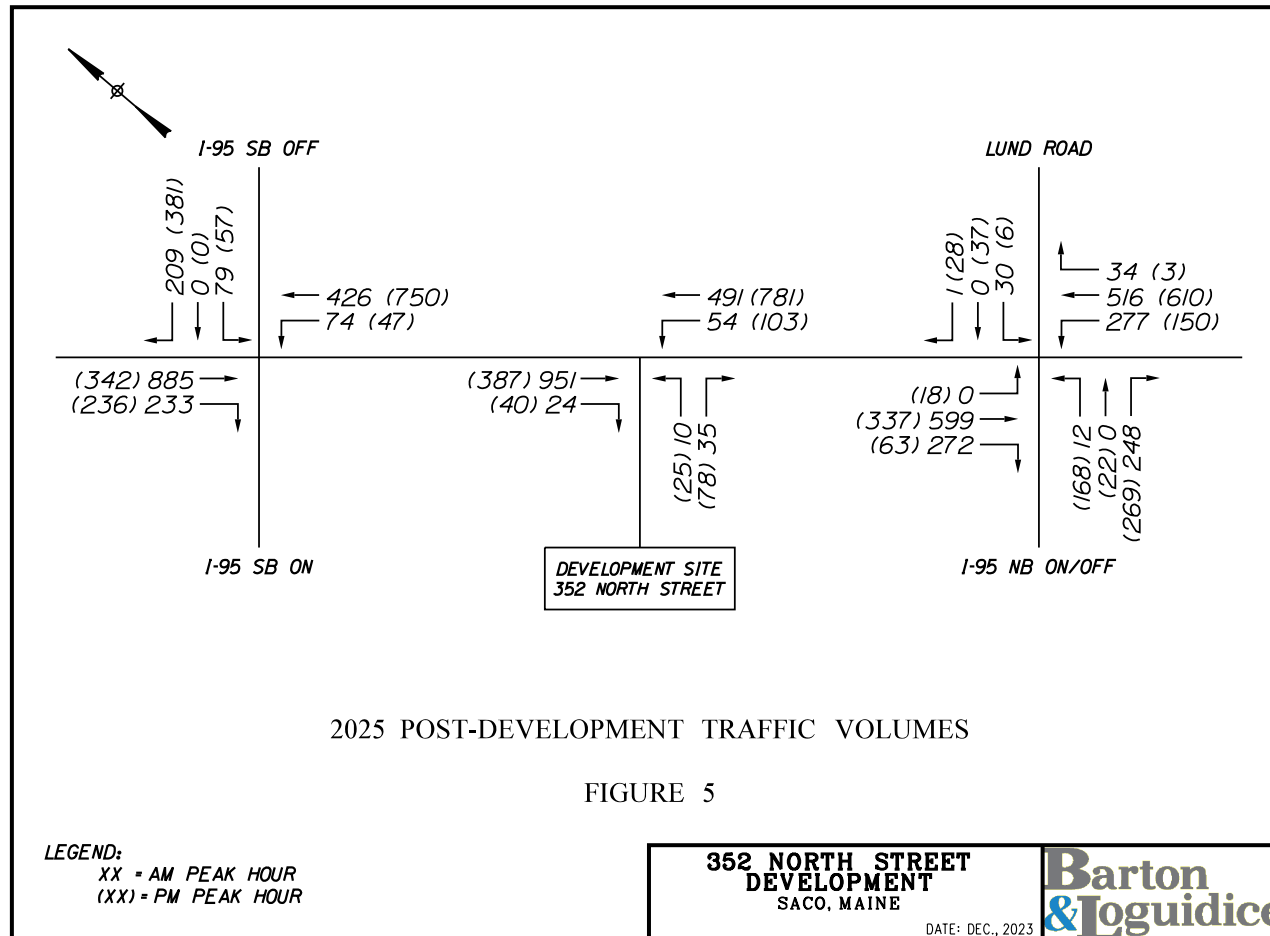 I-95 SB OFF
LUND ROAD
209 (381)
0 (0)
79 (57)
426 (750)
74 (47)
491 (781)
54 (103)
1 (28)
0 (37)
30 (6)
34 (3)
516 (610)
277 (150)
(342) 885
(236) 233
(387) 951
(40) 24
(25) 10
(78) 35
(18) 0
(337) 599
(63) 272
(168) 12
(22) 0
(269) 248
I-95 SB ON
DEVELOPMENT SITE
352 NORTH STREET
I-95 NB ON/OFF
2025 POST-DEVELOPMENT TRAFFIC VOLUMES
FIGURE 5
LEGEND:
XX = AM PEAK HOUR
(XX) = PM PEAK HOUR
352 NORTH STREET
DEVELOPMENT
SACO, MAINE
DATE: DEC., 2023
Barton
&Loguidice